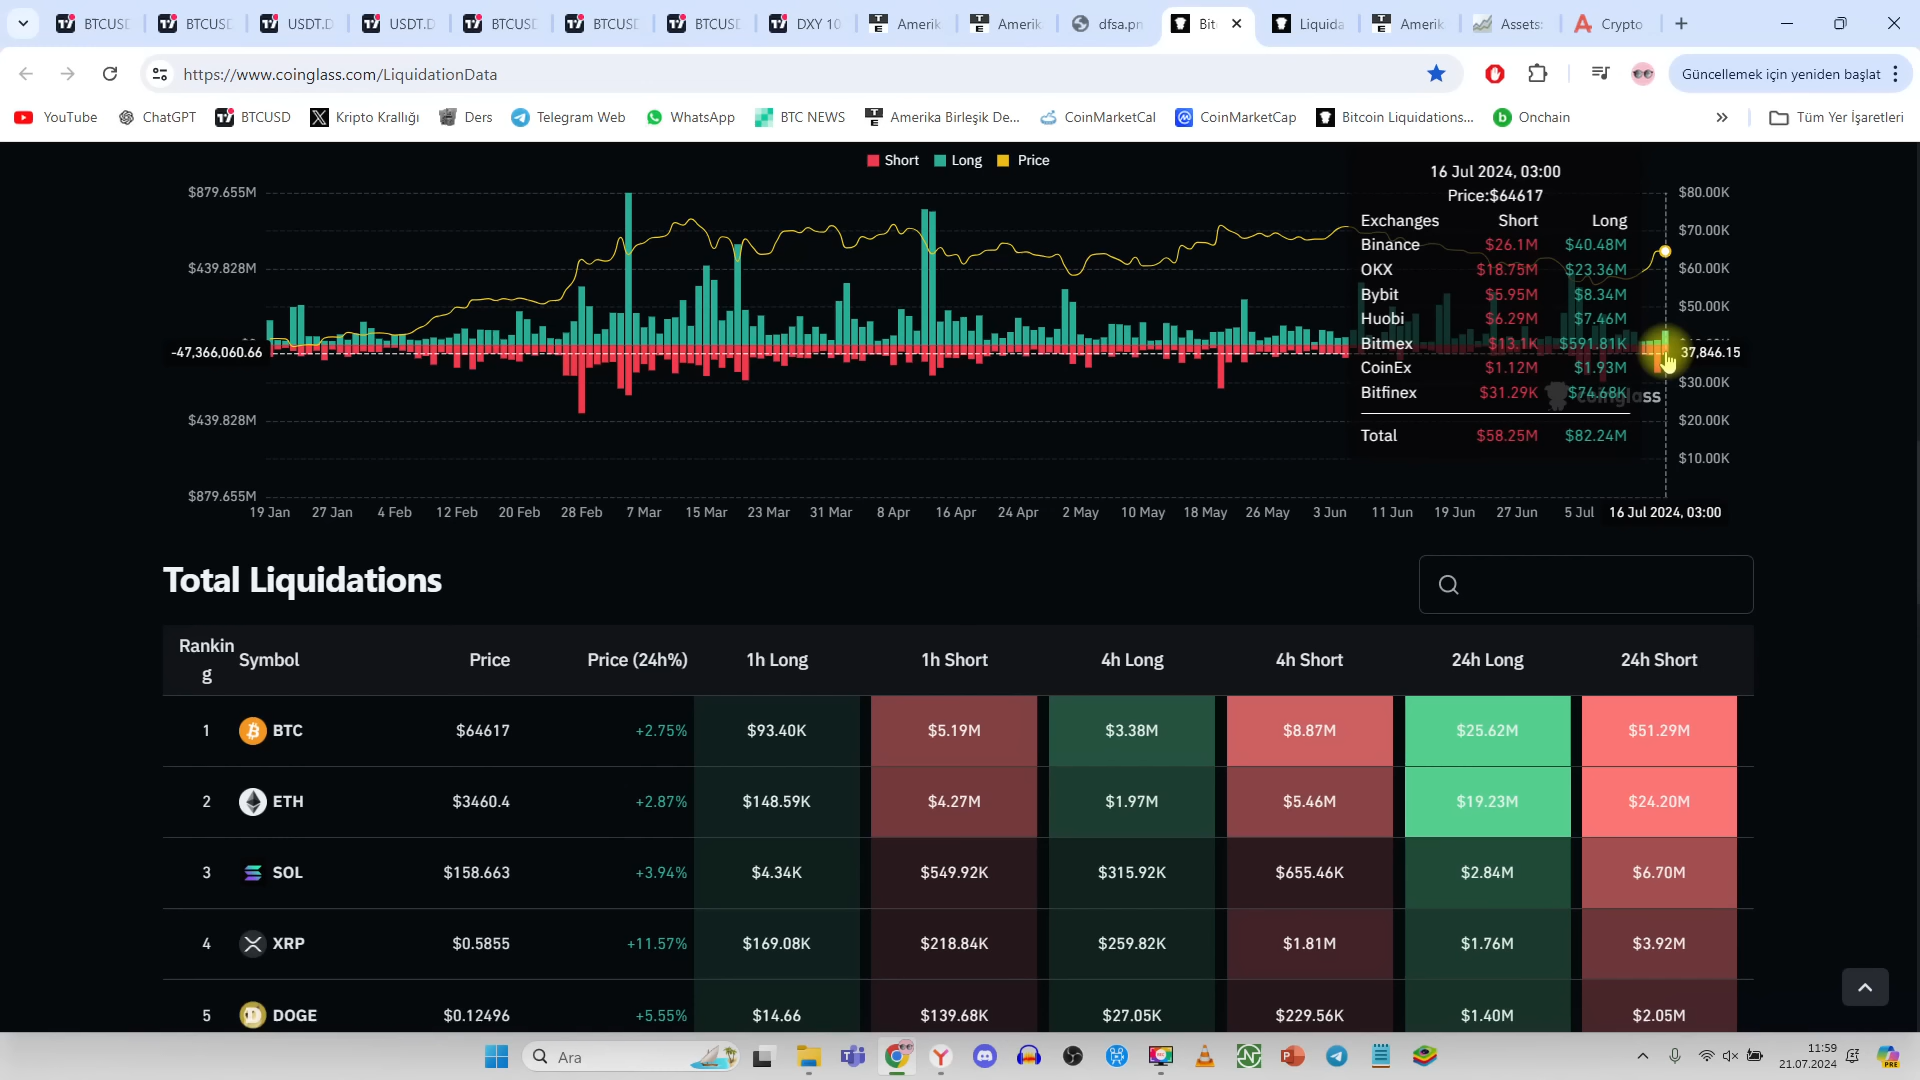 BTCUSD
BTCUSD
USDT.D
USDT.D
BTCUSD
BTCUSD
BTCUSD
DXY 10
Amerik
Amerik
dfsa.pn
Bit
Liquida
Amerik
Assets:
Crypto
https://www.coinglass.com/LiquidationData
Güncellemek için yeniden başlat
YouTube
ChatGPT
BTCUSD
Kripto Krallığı
Ders
Telegram Web
WhatsApp
BTC NEWS
Amerika Birleşik De...
CoinMarketCal
CoinMarketCap
Bitcoin Liquidations...
Onchain
»
Tüm Yer İşaretleri
Short Long Price
$879.655M
$439.828M
-47,366,060.66
$439.828M
$879.655M
16 Jul 2024, 03:00
Price:$64617
Exchanges Short Long
Binance $26.1M $40.48M
OKX $18.75M $23.36M
Bybit $5.95M $8.34M
Huobi $6.29M $7.46M
Bitmex $13.1K $591.81K
CoinEx $1.12M $1.93M
Bitfinex $31.29K $74.68K
Total $58.25M $82.24M
coinglass
$80.00K
$70.00K
$60.00K
$50.00K
37,846.15
$30.00K
$20.00K
$10.00K
19 Jan 27 Jan 4 Feb 12 Feb 20 Feb 28 Feb 7 Mar 15 Mar 23 Mar 31 Mar 8 Apr 16 Apr 24 Apr 2 May 10 May 18 May 26 May 3 Jun 11 Jun 19 Jun 27 Jun 5 Jul 16 Jul 2024, 03:00
Total Liquidations
Rankin
g Symbol Price Price (24h%) 1h Long 1h Short 4h Long 4h Short 24h Long 24h Short
1 BTC $64617 +2.75% $93.40K $5.19M $3.38M $8.87M $25.62M $51.29M
2 ETH $3460.4 +2.87% $148.59K $4.27M $1.97M $5.46M $19.23M $24.20M
3 SOL $158.663 +3.94% $4.34K $549.92K $315.92K $655.46K $2.84M $6.70M
4 XRP $0.5855 +11.57% $169.08K $218.84K $259.82K $1.81M $1.76M $3.92M
5 DOGE $0.12496 +5.55% $14.66 $139.68K $27.05K $229.56K $1.40M $2.05M
Ara
11:59
21.07.2024
PRE